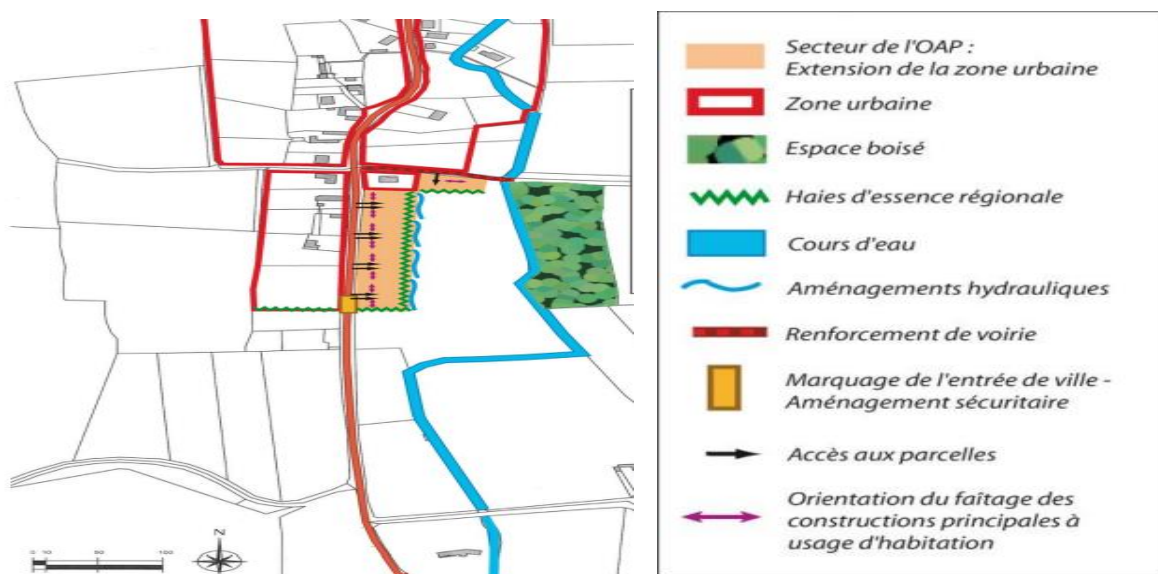 Secteur de l'OAP :
Extension de la zone urbaine
Zone urbaine
Espace boisé
Haies d'essence régionale
Cours d'eau
Aménagements hydrauliques
Renforcement de voirie
Marquage de l'entrée de ville -
Aménagement sécuritaire
Accès aux parcelles
Orientation du faîtage des
constructions principales à
usage d'habitation
N
0 10 50 100